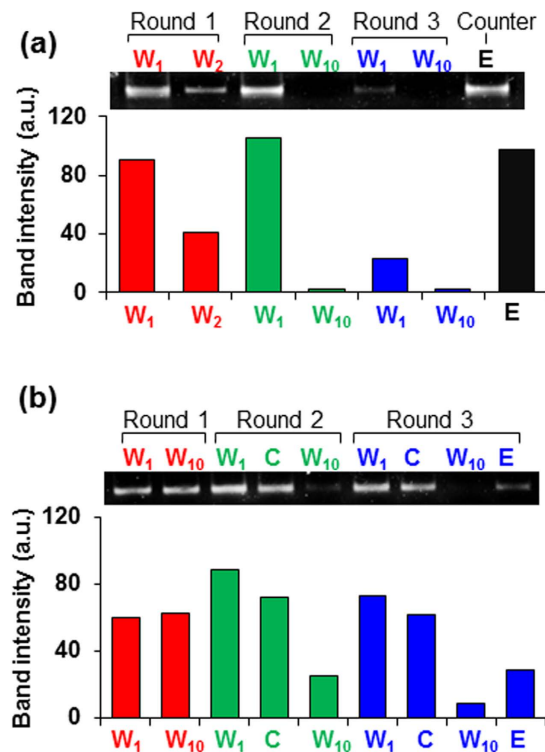 (a)
Round 1 Round 2 Round 3 Counter
W₁ W₂ W₁ W₁₀ W₁ W₁₀ E
Band intensity (a.u.)
120
80
40
0
W₁ W₂ W₁ W₁₀ W₁ W₁₀ E
(b)
Round 1 Round 2 Round 3
W₁ W₁₀ W₁ C W₁₀ W₁ C W₁₀ E
Band intensity (a.u.)
120
80
40
0
W₁ W₁₀ W₁ C W₁₀ W₁ C W₁₀ E